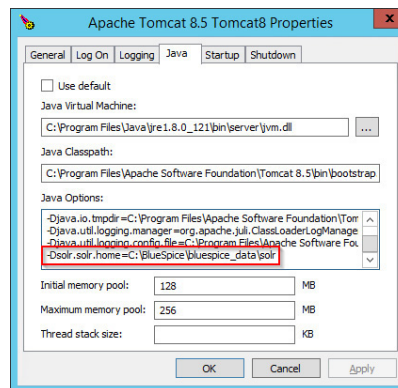 Apache Tomcat 8.5 Tomcat8 Properties
x
General Log On Logging Java Startup Shutdown
Use default
Java Virtual Machine:
C:\Program Files\Java\jre1.8.0_121\bin\server\jvm.dll ...
Java Classpath:
C:\Program Files\Apache Software Foundation\Tomcat 8.5\bin\bootstrap
Java Options:
-Djava.io.tmpdir=C:\Program Files\Apache Software Foundation\Tom
-Djava.util.logging.manager=org.apache.juli.ClassLoaderLogManage
-Djava.util.logging.config.file=C:\Program Files\Apache Software Fou
-Dsolr.solr.home=C:\BlueSpice\bluespice_data\solr
Initial memory pool: 128 MB
Maximum memory pool: 256 MB
Thread stack size: KB
OK Cancel Apply